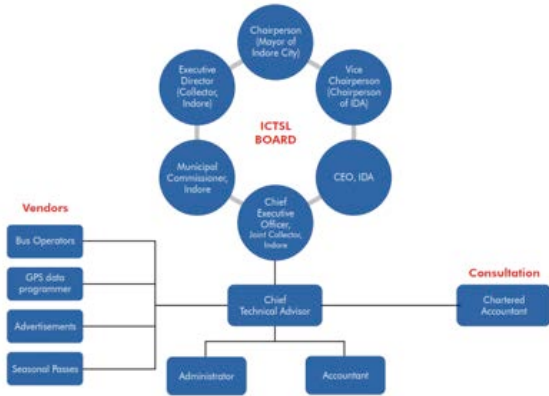 Chairperson
(Mayor of
Indore City)
Executive
Director
(Collector,
Indore)
Vice
Chairperson
(Chairperson
of IDA)
ICTSL
BOARD
Municipal
Commissioner,
Indore
CEO, IDA
Chief
Executive
Officer,
Joint Collector,
Indore
Vendors
Bus Operators
GPS data
programmer
Advertisements
Seasonal Passes
Consultation
Chartered
Accountant
Chief
Technical Advisor
Administrator
Accountant